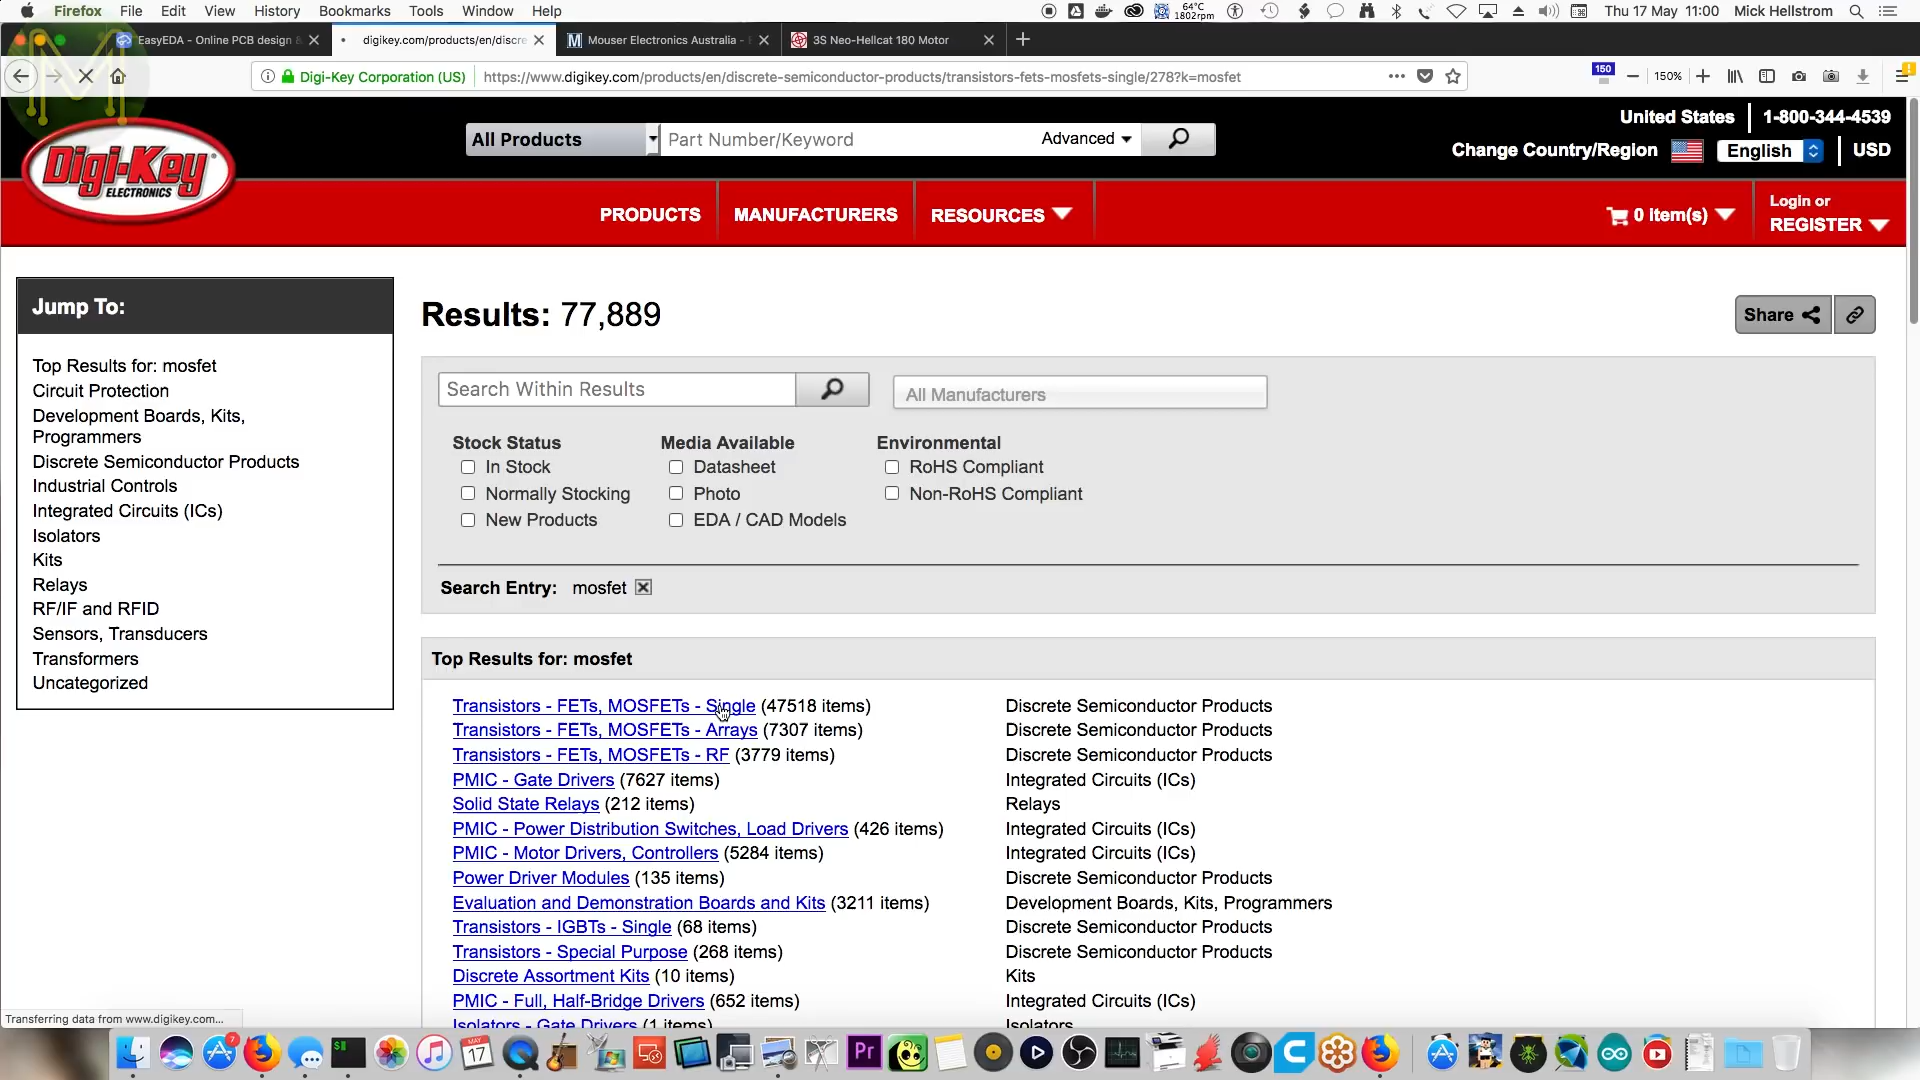 Firefox File Edit View History Bookmarks Tools Window Help 64°C 1802rpm Thu 17 May 11:00 Mick Hellstrom
EasyEDA - Online PCB design & digikey.com/products/en/discre Mouser Electronics Australia - E 3S Neo-Hellcat 180 Motor
Digi-Key Corporation (US) https://www.digikey.com/products/en/discrete-semiconductor-products/transistors-fets-mosfets-single/278?k=mosfet 150 150%
United States 1-800-344-4539
All Products Part Number/Keyword Advanced
Change Country/Region English USD
Digi-Key
ELECTRONICS
PRODUCTS MANUFACTURERS RESOURCES 0 item(s) Login or
REGISTER
Jump To:
Top Results for: mosfet
Circuit Protection
Development Boards, Kits,
Programmers
Discrete Semiconductor Products
Industrial Controls
Integrated Circuits (ICs)
Isolators
Kits
Relays
RF/IF and RFID
Sensors, Transducers
Transformers
Uncategorized
Results: 77,889
Share
Search Within Results All Manufacturers
Stock Status Media Available Environmental
In Stock Datasheet RoHS Compliant
Normally Stocking Photo Non-RoHS Compliant
New Products EDA / CAD Models
Search Entry: mosfet
Top Results for: mosfet
Transistors - FETs, MOSFETs - Single (47518 items) Discrete Semiconductor Products
Transistors - FETs, MOSFETs - Arrays (7307 items) Discrete Semiconductor Products
Transistors - FETs, MOSFETs - RF (3779 items) Discrete Semiconductor Products
PMIC - Gate Drivers (7627 items) Integrated Circuits (ICs)
Solid State Relays (212 items) Relays
PMIC - Power Distribution Switches, Load Drivers (426 items) Integrated Circuits (ICs)
PMIC - Motor Drivers, Controllers (5284 items) Integrated Circuits (ICs)
Power Driver Modules (135 items) Discrete Semiconductor Products
Evaluation and Demonstration Boards and Kits (3211 items) Development Boards, Kits, Programmers
Transistors - IGBTs - Single (68 items) Discrete Semiconductor Products
Transistors - Special Purpose (268 items) Discrete Semiconductor Products
Discrete Assortment Kits (10 items) Kits
PMIC - Full, Half-Bridge Drivers (652 items) Integrated Circuits (ICs)
Isolators - Gate Drivers (1 items) Isolators
Transferring data from www.digikey.com...
7 MAY 17 Pr